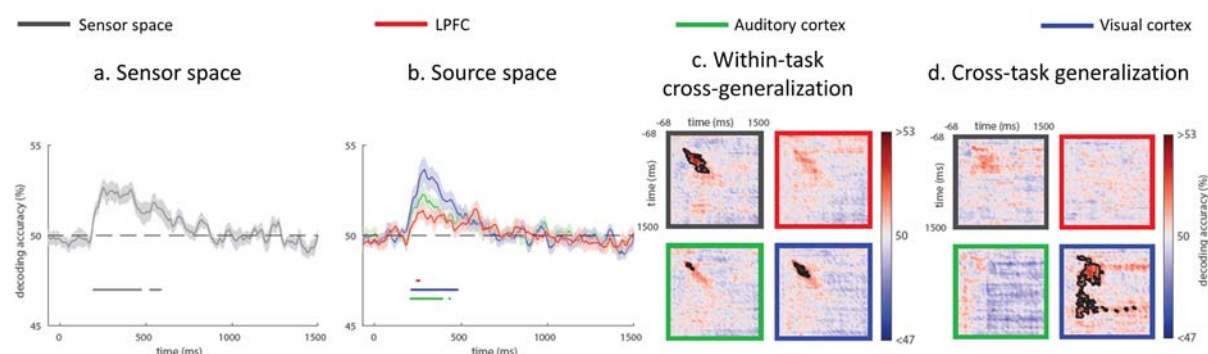 Sensor space
LPFC
Auditory cortex
Visual cortex
a. Sensor space
b. Source space
c. Within-task
cross-generalization
d. Cross-task generalization
55
50
45
decoding accuracy (%)
0
500
1000
1500
time (ms)
55
50
45
0
500
1000
1500
time (ms)
-68
time (ms)
1500
-68
time (ms)
1500
>53
50
<47
decoding accuracy (%)
-68
time (ms)
1500
-68
time (ms)
1500
>53
50
<47
decoding accuracy (%)